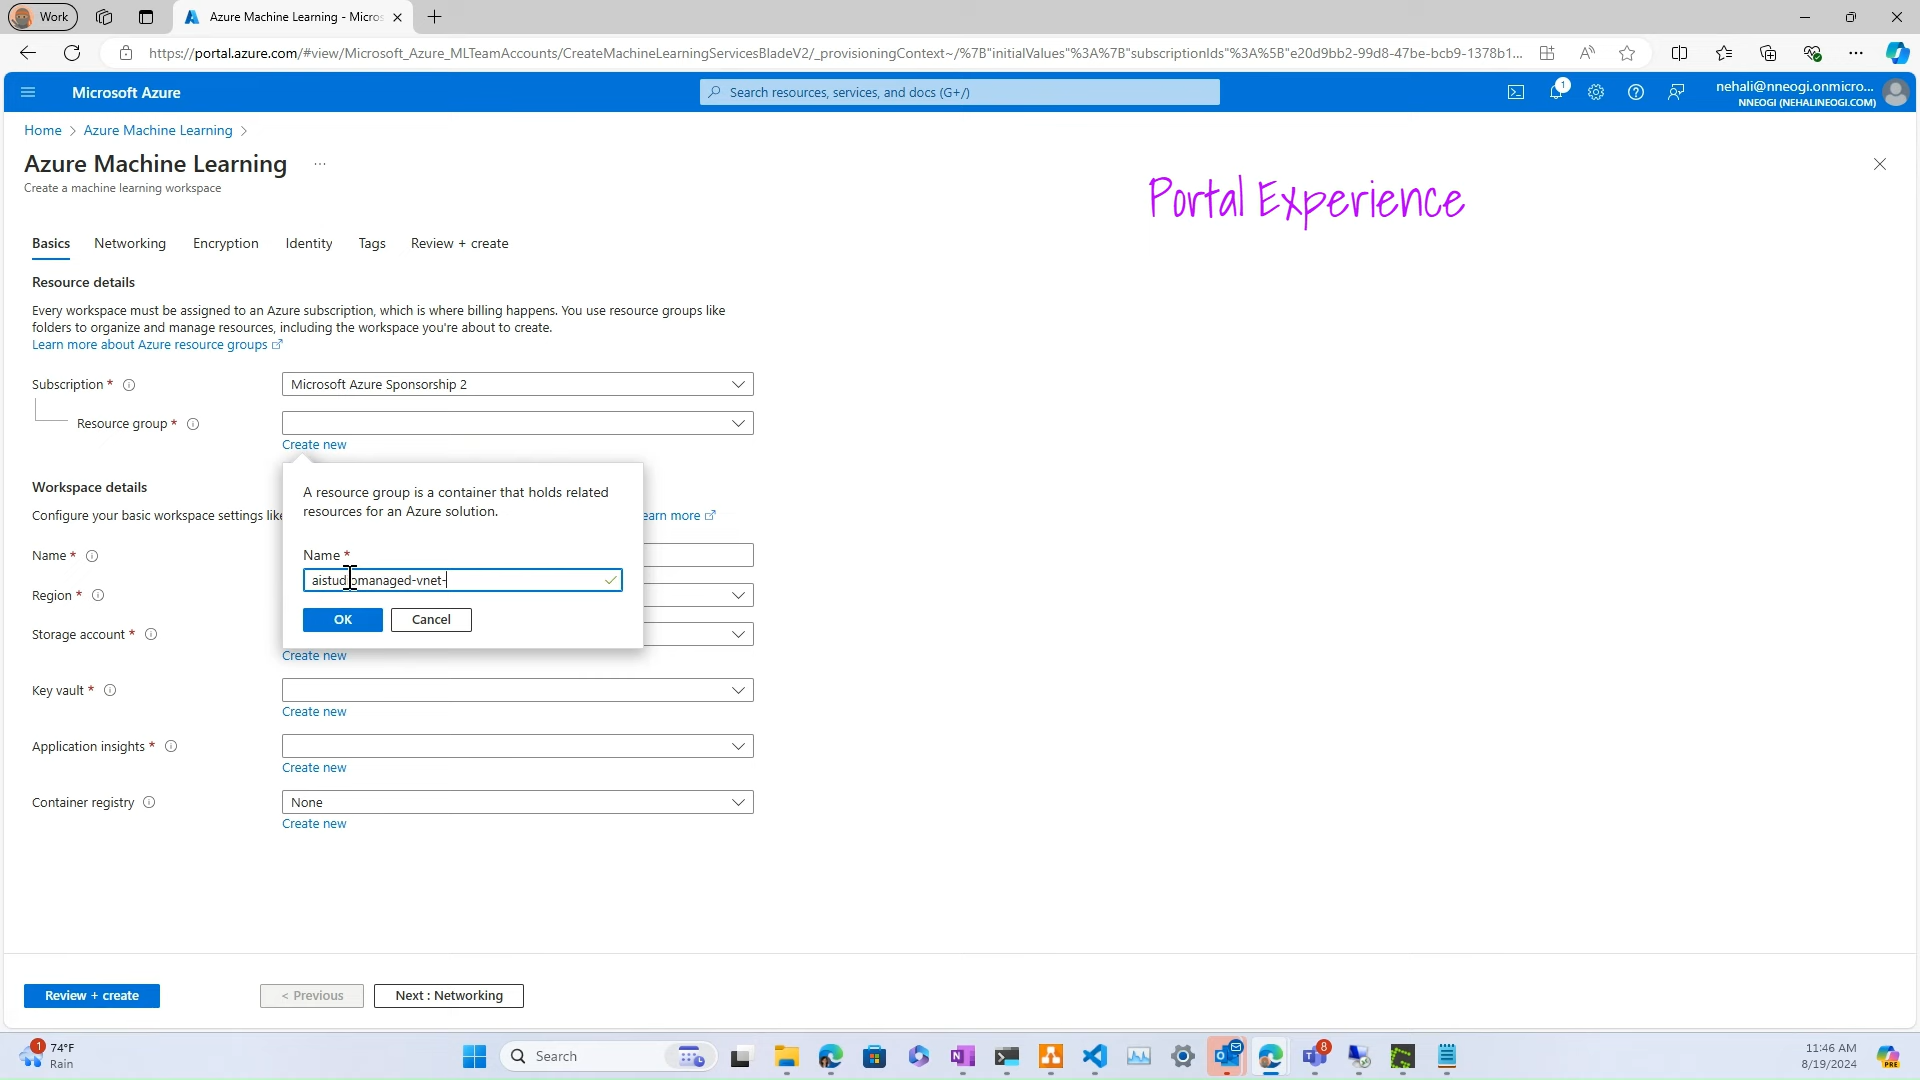 Work
Azure Machine Learning - Micros
https://portal.azure.com/#view/Microsoft_Azure_MLTeamAccounts/CreateMachineLearningServicesBladeV2/_provisioningContext~/%7B"initialValues"%3A%7B"subscriptionIds"%3A%5B"e20d9bb2-99d8-47be-bcb9-1378b1...
Microsoft Azure
Search resources, services, and docs (G+/)
1
nehali@nneogi.onmicro...
NNEOGI (NEHALINEOGI.COM)
Home > Azure Machine Learning >
Azure Machine Learning ...
Create a machine learning workspace
Portal Experience
Basics Networking Encryption Identity Tags Review + create
Resource details
Every workspace must be assigned to an Azure subscription, which is where billing happens. You use resource groups like
folders to organize and manage resources, including the workspace you're about to create.
Learn more about Azure resource groups
Subscription *
Microsoft Azure Sponsorship 2
Resource group *
Create new
A resource group is a container that holds related
resources for an Azure solution.
Workspace details
Configure your basic workspace settings like
earn more
Name *
Name *
aistudiomanaged-vnet-
Region *
OK Cancel
Storage account *
Create new
Key vault *
Create new
Application insights *
Create new
Container registry
None
Create new
Review + create < Previous Next : Networking
1
74°F
Rain
Search
8
11:46 AM
8/19/2024
PRE